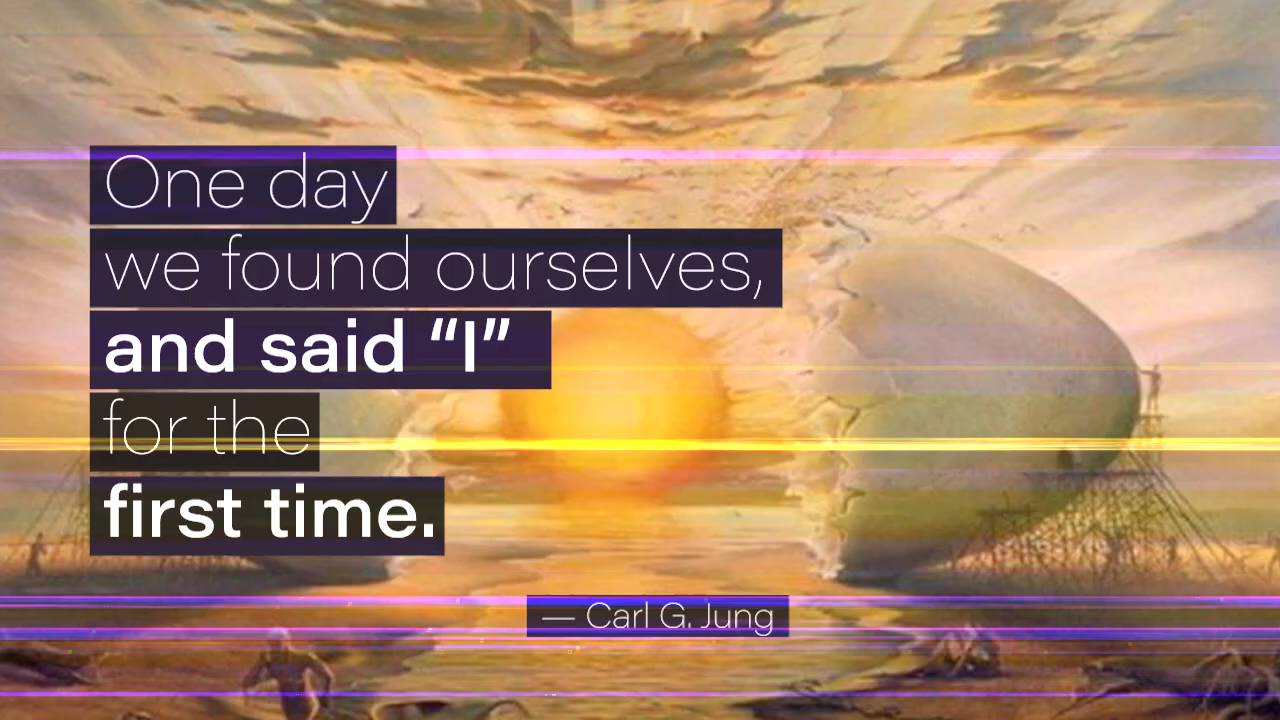 One day
we found ourselves,
and said “I”
for the
first time.
— Carl G. Jung